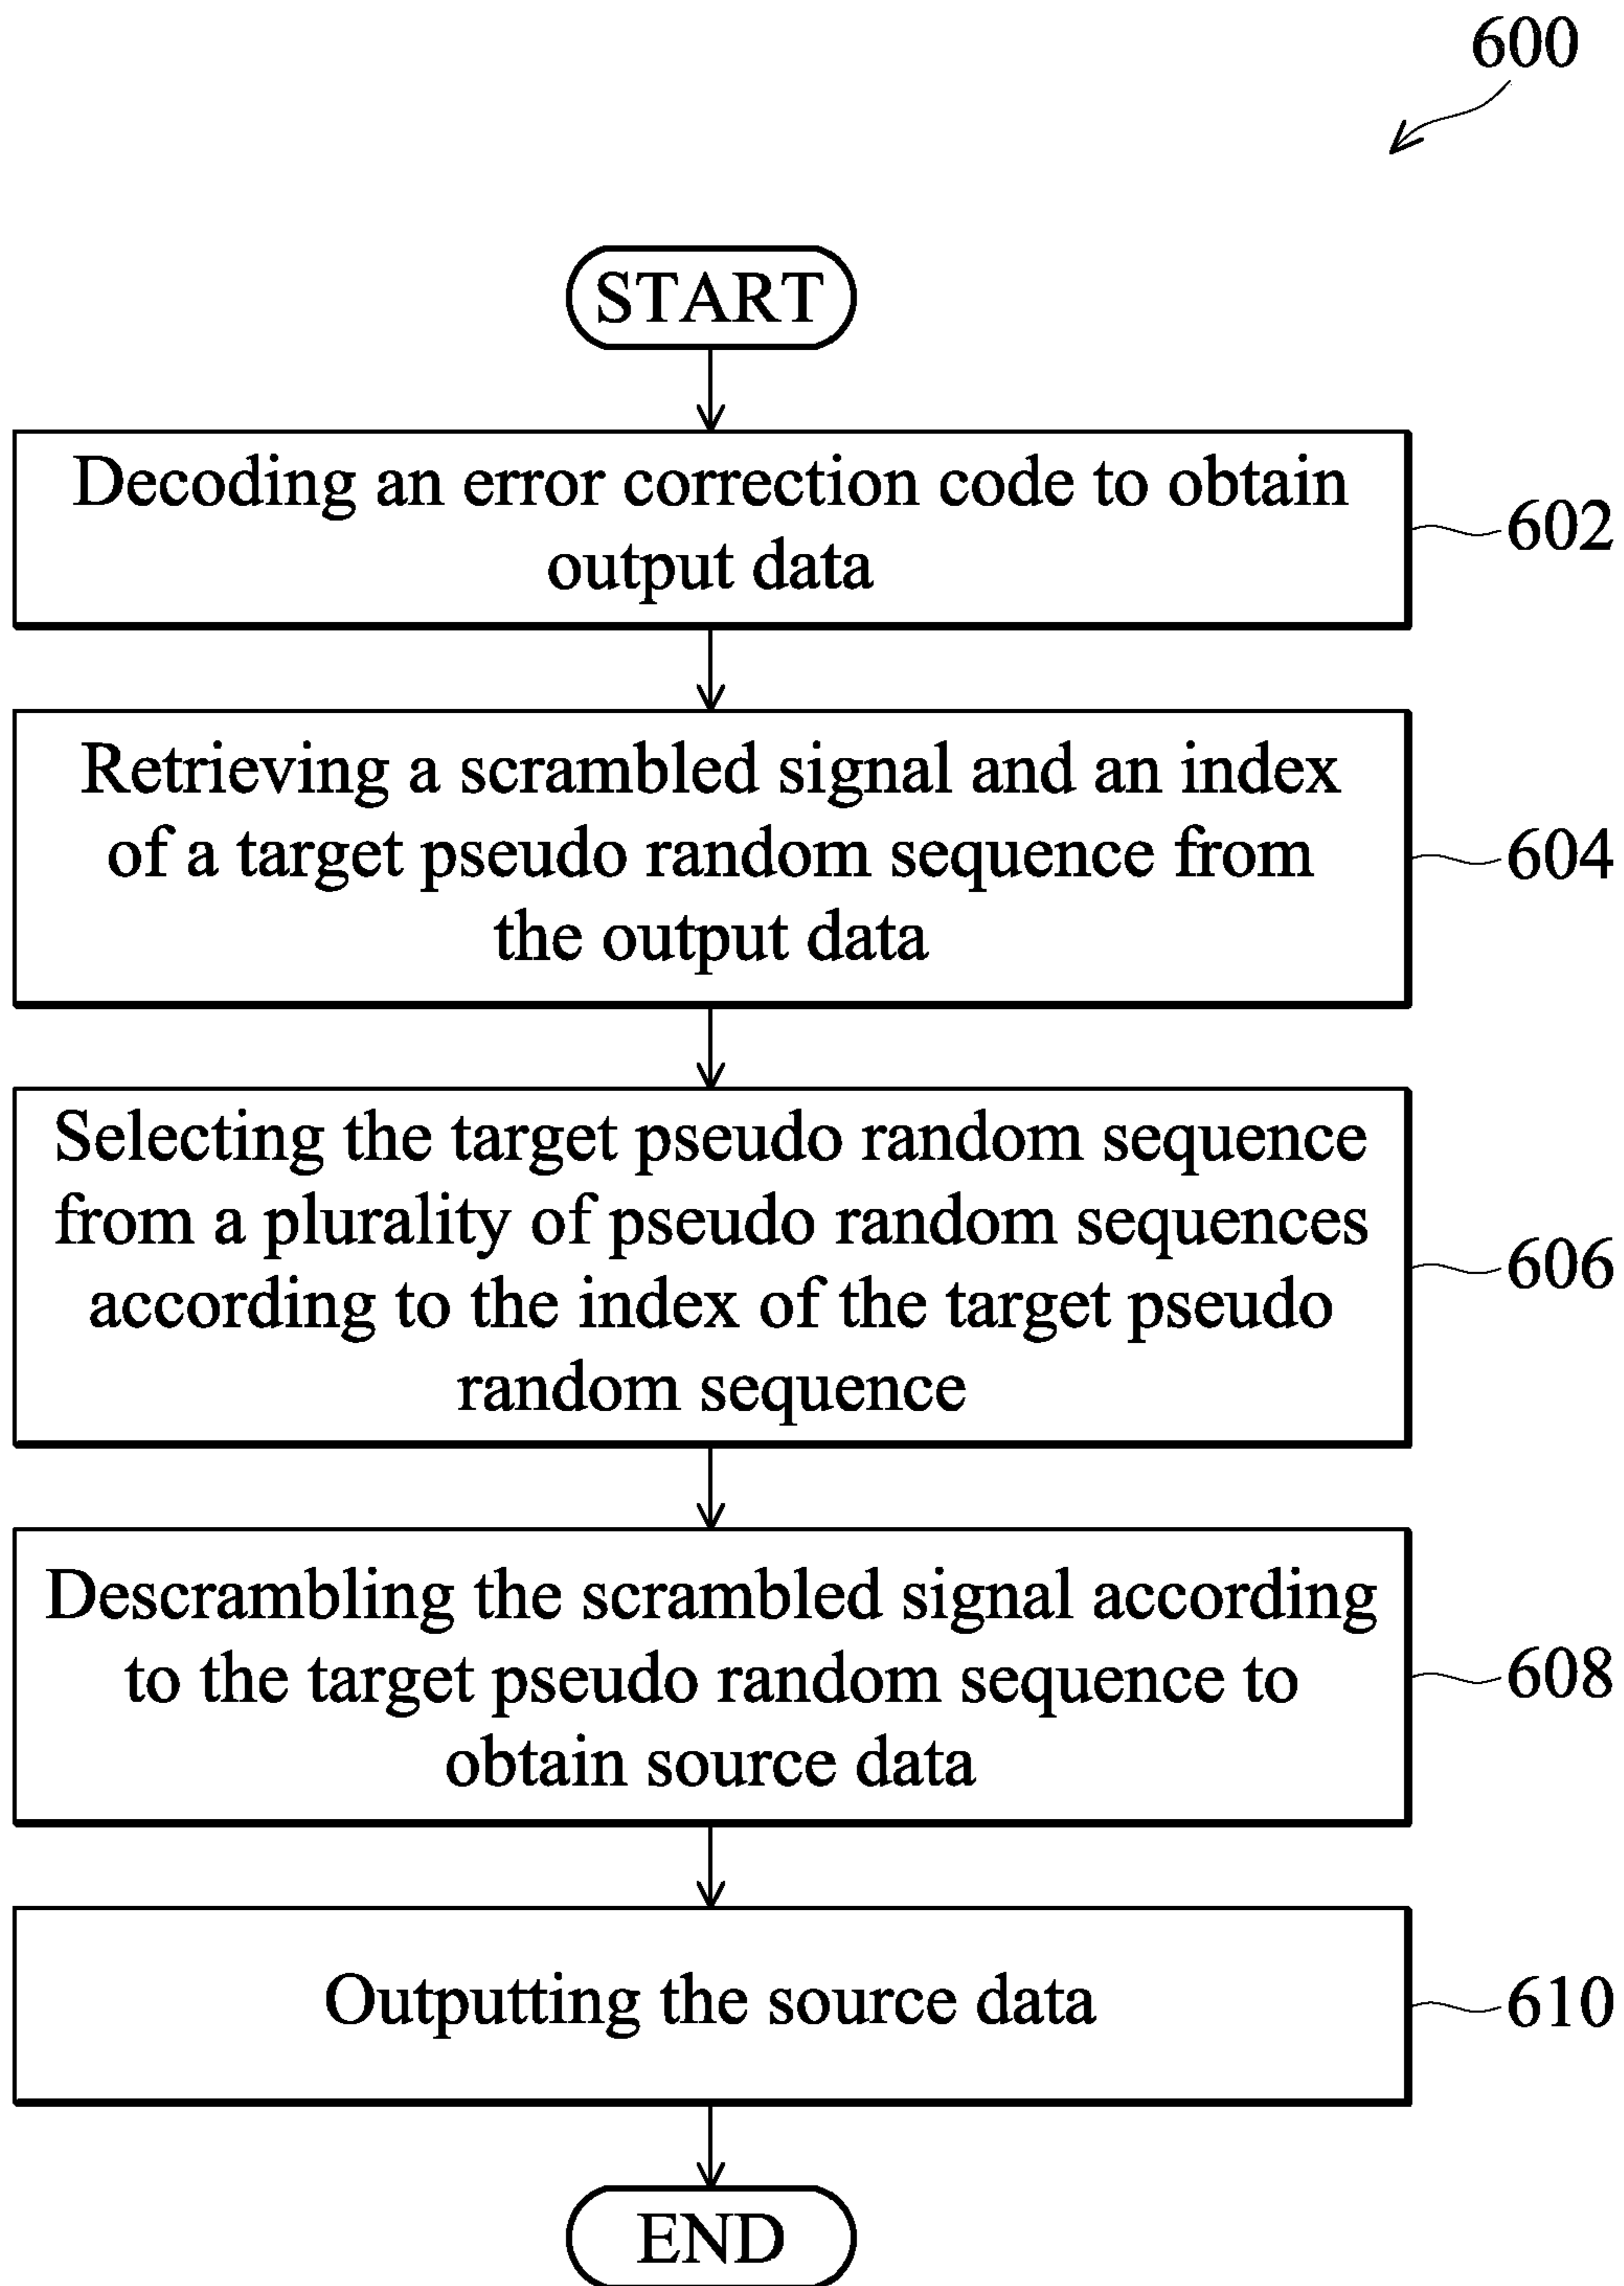 600
START
Decoding an error correction code to obtain
output data
602
Retrieving a scrambled signal and an index
of a target pseudo random sequence from
the output data
604
Selecting the target pseudo random sequence
from a plurality of pseudo random sequences
according to the index of the target pseudo
random sequence
606
Descrambling the scrambled signal according
to the target pseudo random sequence to
obtain source data
608
Outputting the source data
610
END